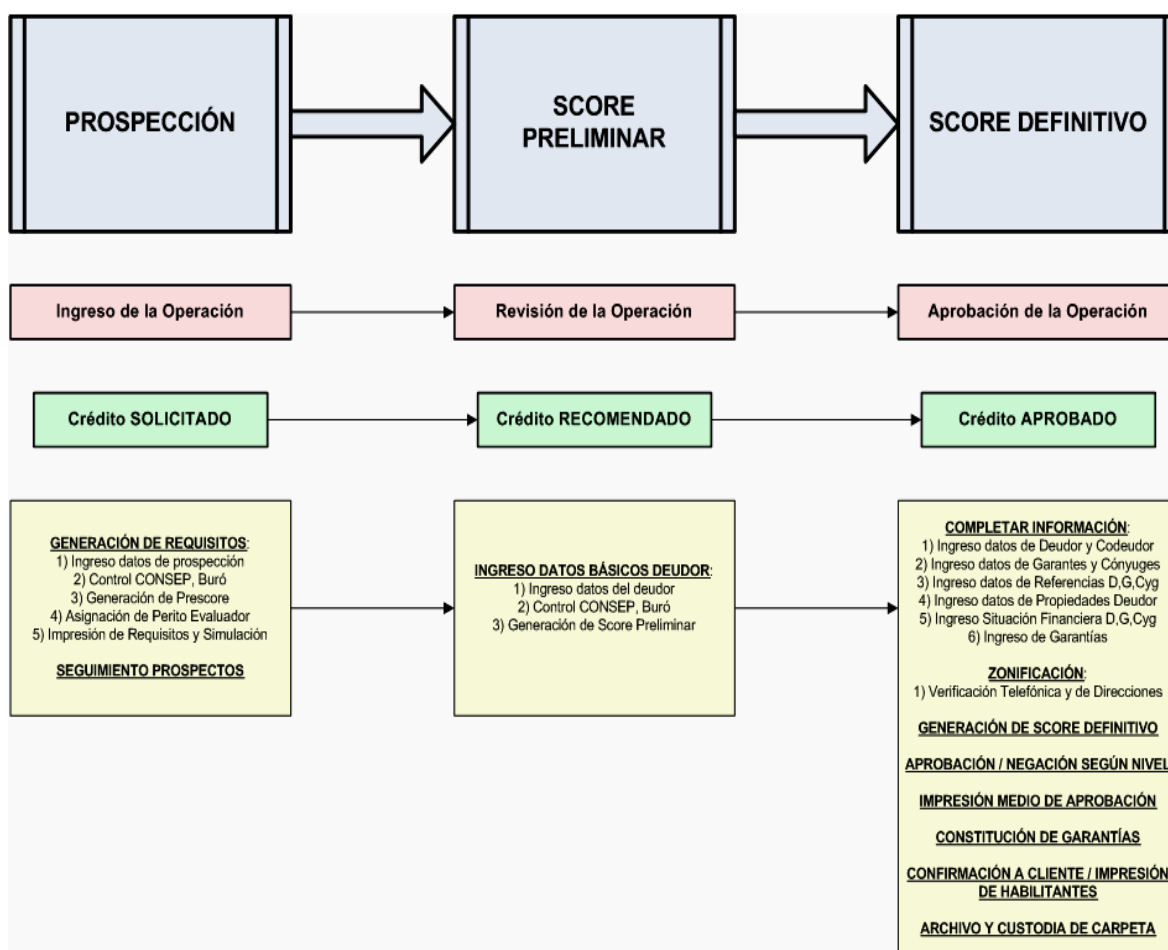 PROSPECCIÓN
SCORE
PRELIMINAR
SCORE DEFINITIVO
Ingreso de la Operación
Revisión de la Operación
Aprobación de la Operación
Crédito SOLICITADO
Crédito RECOMENDADO
Crédito APROBADO
GENERACIÓN DE REQUISITOS:
1) Ingreso datos de prospección
2) Control CONSEP, Buró
3) Generación de Prescore
4) Asignación de Perito Evaluador
5) Impresión de Requisitos y Simulación
SEGUIMIENTO PROSPECTOS
INGRESO DATOS BÁSICOS DEUDOR:
1) Ingreso datos del deudor
2) Control CONSEP, Buró
3) Generación de Score Preliminar
COMPLETAR INFORMACIÓN:
1) Ingreso datos de Deudor y Codeudor
2) Ingreso datos de Garantes y Cónyuges
3) Ingreso datos de Referencias D,G,Cyg
4) Ingreso datos de Propiedades Deudor
5) Ingreso Situación Financiera D,G,Cyg
6) Ingreso de Garantías
ZONIFICACIÓN:
1) Verificación Telefónica y de Direcciones
GENERACIÓN DE SCORE DEFINITIVO
APROBACIÓN / NEGACIÓN SEGÚN NIVEL
IMPRESIÓN MEDIO DE APROBACIÓN
CONSTITUCIÓN DE GARANTÍAS
CONFIRMACIÓN A CLIENTE / IMPRESIÓN
DE HABILITANTES
ARCHIVO Y CUSTODIA DE CARPETA